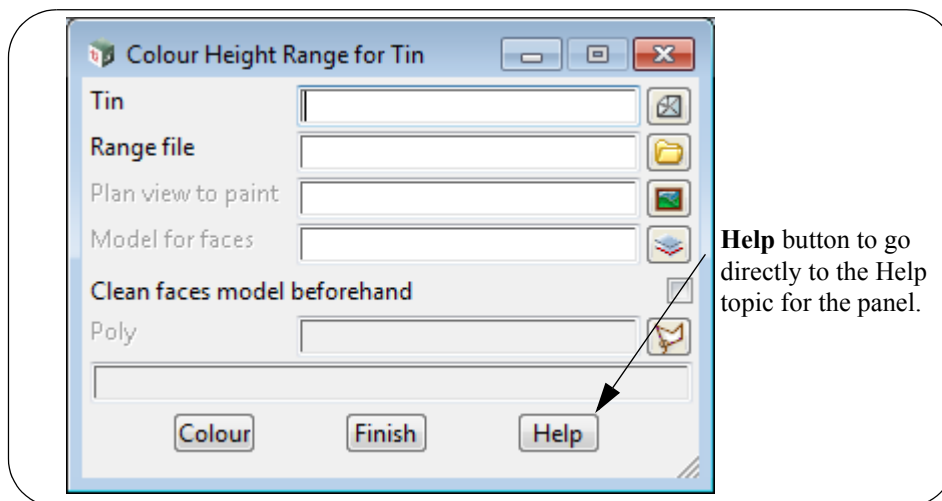 Colour Height Range for Tin
Tin
Range file
Plan view to paint
Model for faces
Clean faces model beforehand
Poly
Colour Finish Help
Help button to go
directly to the Help
topic for the panel.